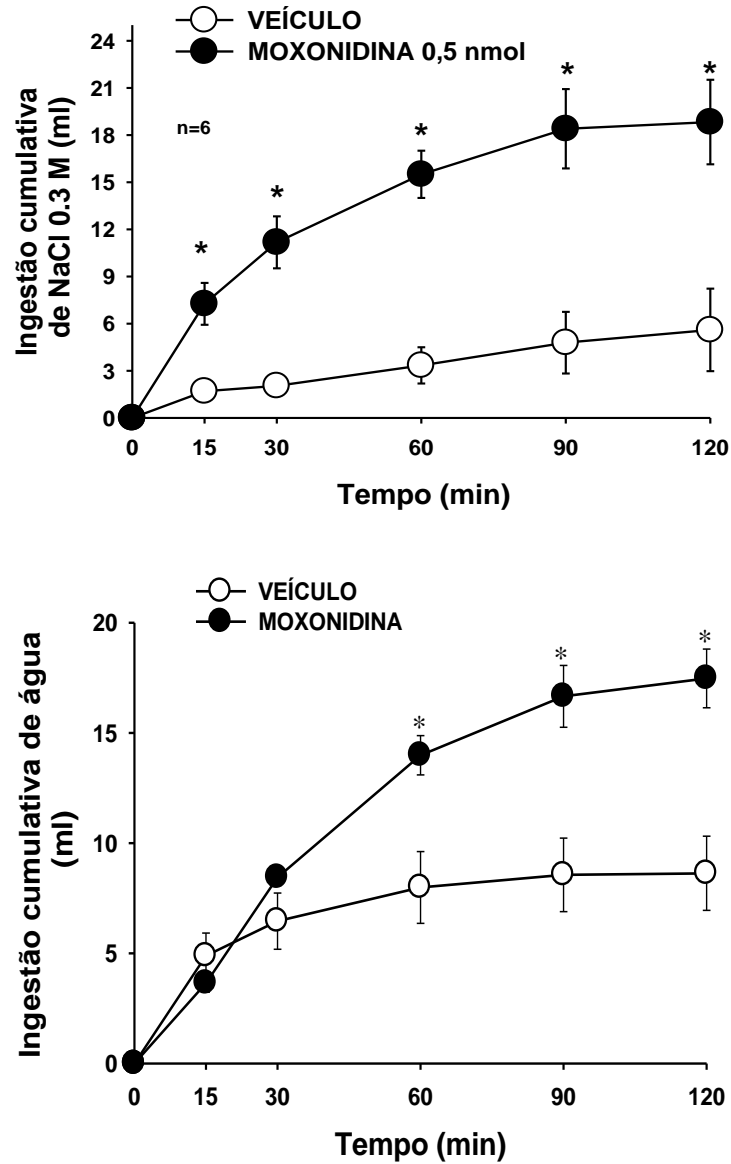 VEÍCULO
MOXONIDINA 0,5 nmol
n=6
Ingestão cumulativa
de NaCl 0.3 M (ml)
24
21
18
15
12
9
6
3
0
* * * * *
0 15 30 60 90 120
Tempo (min)
VEÍCULO
MOXONIDINA
Ingestão cumulativa de água
(ml)
20
15
10
5
0
* * *
0 15 30 60 90 120
Tempo (min)